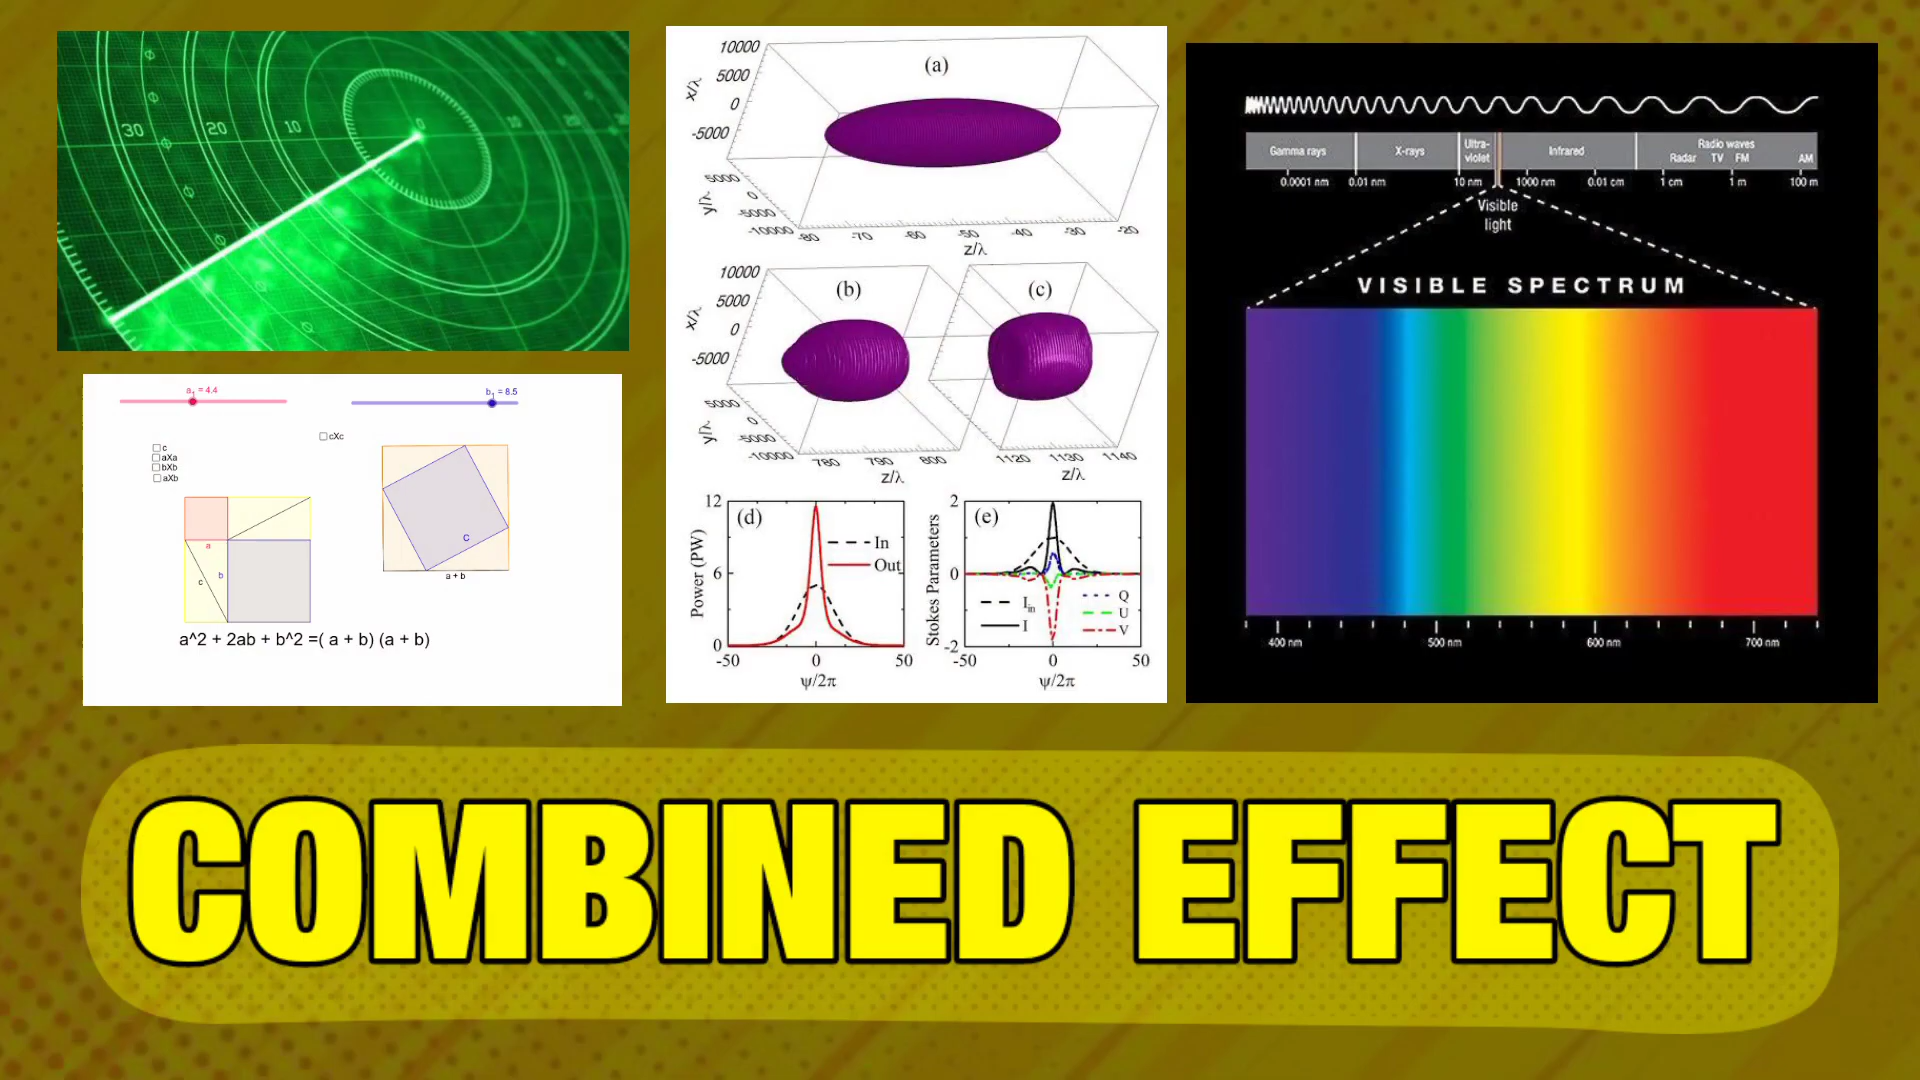 30
20
10
0
10
a₁ = 4.4
b₁ = 8.5
cXc
c
aXa
bXb
aXb
a
c
b
c
a + b
a^2 + 2ab + b^2 =( a + b) (a + b)
10000
5000
0
-5000
x/λ
(a)
5000
0
-5000
-10000
y/λ
-80 -70 -60 -50 -40 -30 -20
z/λ
10000
5000
0
-5000
x/λ
(b)
(c)
5000
0
-5000
-10000
y/λ
780 790 800
z/λ
1120 1130 1140
z/λ
12
6
0
Power (PW)
(d)
In
Out
-50 0 50
ψ/2π
2
0
-2
Stokes Parameters
(e)
Iin
I
Q
U
V
-50 0 50
ψ/2π
Gamma rays X-rays Ultra-violet Infrared Radio waves
Radar TV FM AM
0.0001 nm 0.01 nm 10 nm 1000 nm 0.01 cm 1 cm 1 m 100 m
Visible
light
VISIBLE SPECTRUM
400 nm 500 nm 600 nm 700 nm
COMBINED EFFECT